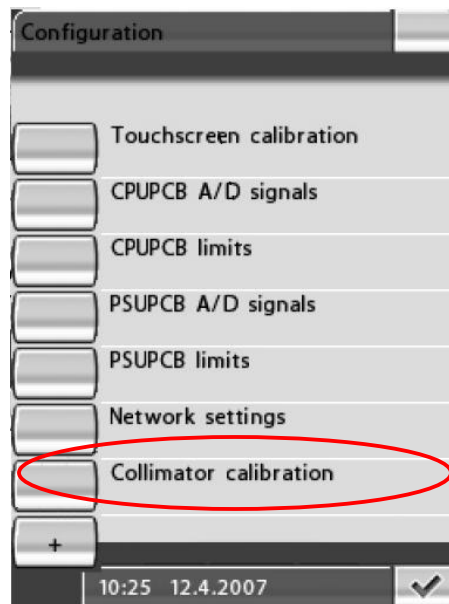 Configuration
Touchscreen calibration
CPUPCB A/D signals
CPUPCB limits
PSUPCB A/D signals
PSUPCB limits
Network settings
Collimator calibration
+
10:25 12.4.2007